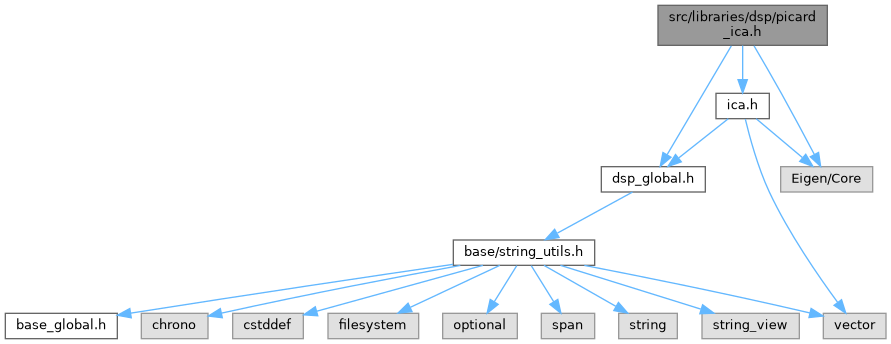 src/libraries/dsp/picard
_ica.h
ica.h
dsp_global.h
Eigen/Core
base/string_utils.h
base_global.h
chrono
cstddef
filesystem
optional
span
string
string_view
vector